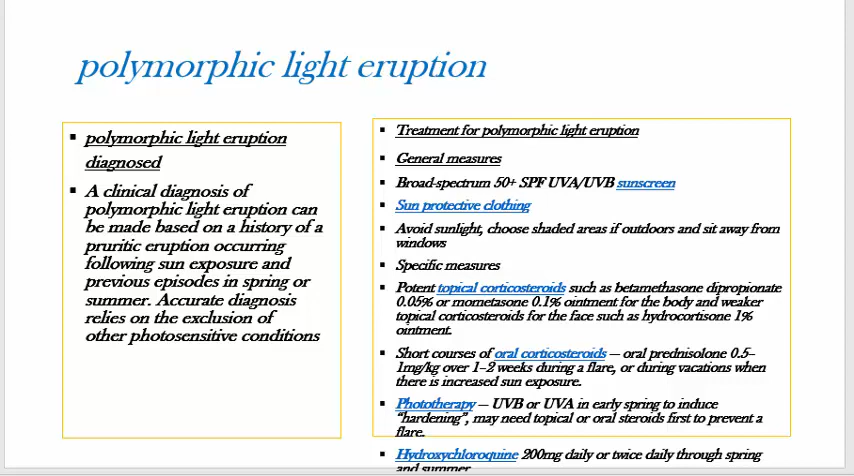 polymorphic light eruption
▪ polymorphic light eruption
diagnosed
▪ A clinical diagnosis of
polymorphic light eruption can
be made based on a history of a
pruritic eruption occurring
following sun exposure and
previous episodes in spring or
summer. Accurate diagnosis
relies on the exclusion of
other photosensitive conditions
▪ Treatment for polymorphic light eruption
▪ General measures
▪ Broad-spectrum 50+ SPF UVA/UVB sunscreen
▪ Sun protective clothing
▪ Avoid sunlight, choose shaded areas if outdoors and sit away from
windows
▪ Specific measures
▪ Potent topical corticosteroids such as betamethasone dipropionate
0.05% or mometasone 0.1% ointment for the body and weaker
topical corticosteroids for the face such as hydrocortisone 1%
ointment.
▪ Short courses of oral corticosteroids — oral prednisolone 0.5–
1mg/kg over 1–2 weeks during a flare, or during vacations when
there is increased sun exposure.
▪ Phototherapy — UVB or UVA in early spring to induce
“hardening”, may need topical or oral steroids first to prevent a
flare.
▪ Hydroxychloroquine 200mg daily or twice daily through spring
and summer